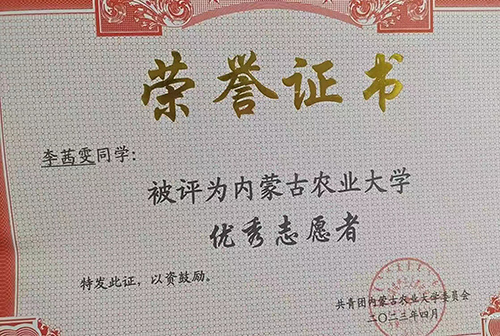 荣誉证书
李茜雯同学：
被评为内蒙古农业大学
优秀志愿者
特发此证，以资鼓励。
共青团内蒙古农业大学委员会
二〇二三年四月